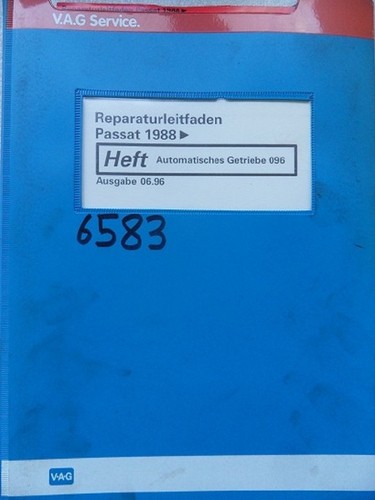 V.A.G Service.
Reparaturleitfaden
Passat 1988 ►
Heft Automatisches Getriebe 096
Ausgabe 06.96
6583
V·A·G